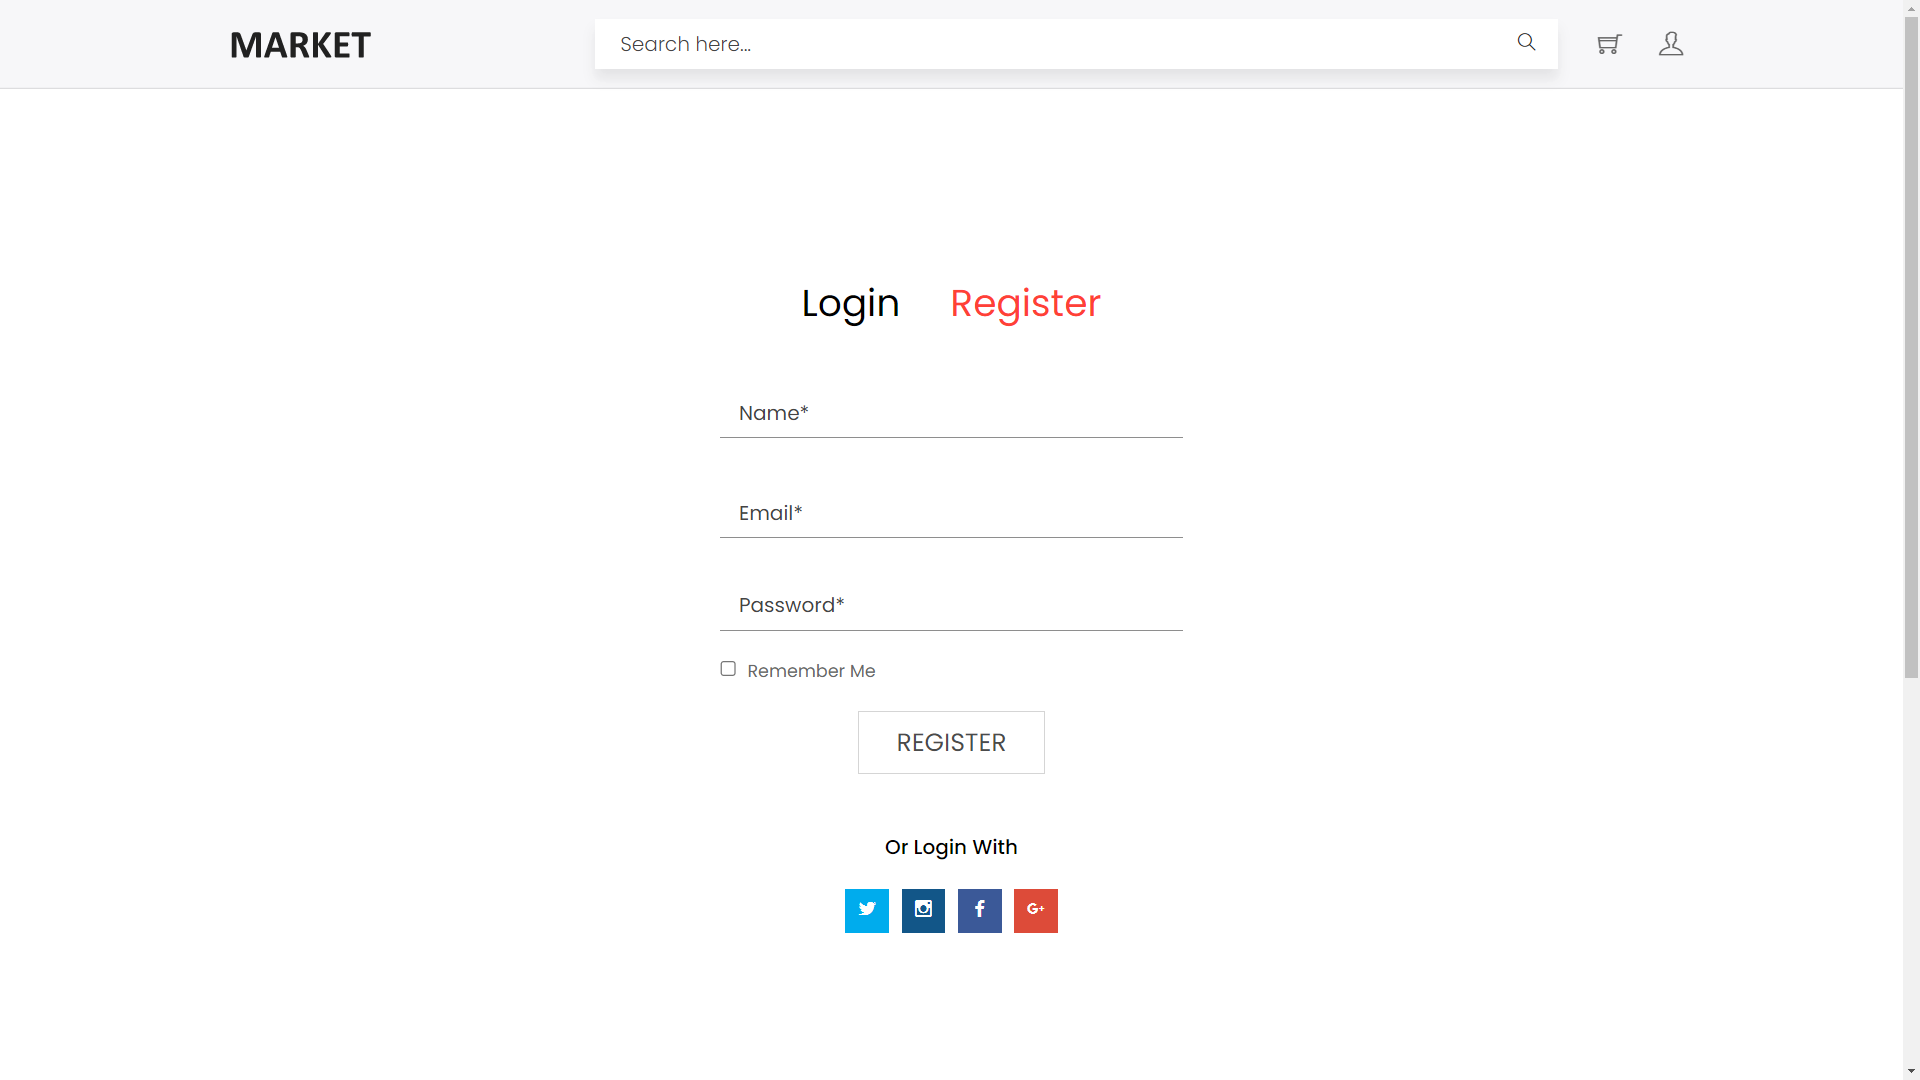 MARKET
Search here...
Login Register
Name*
Email*
Password*
Remember Me
REGISTER
Or Login With
G+